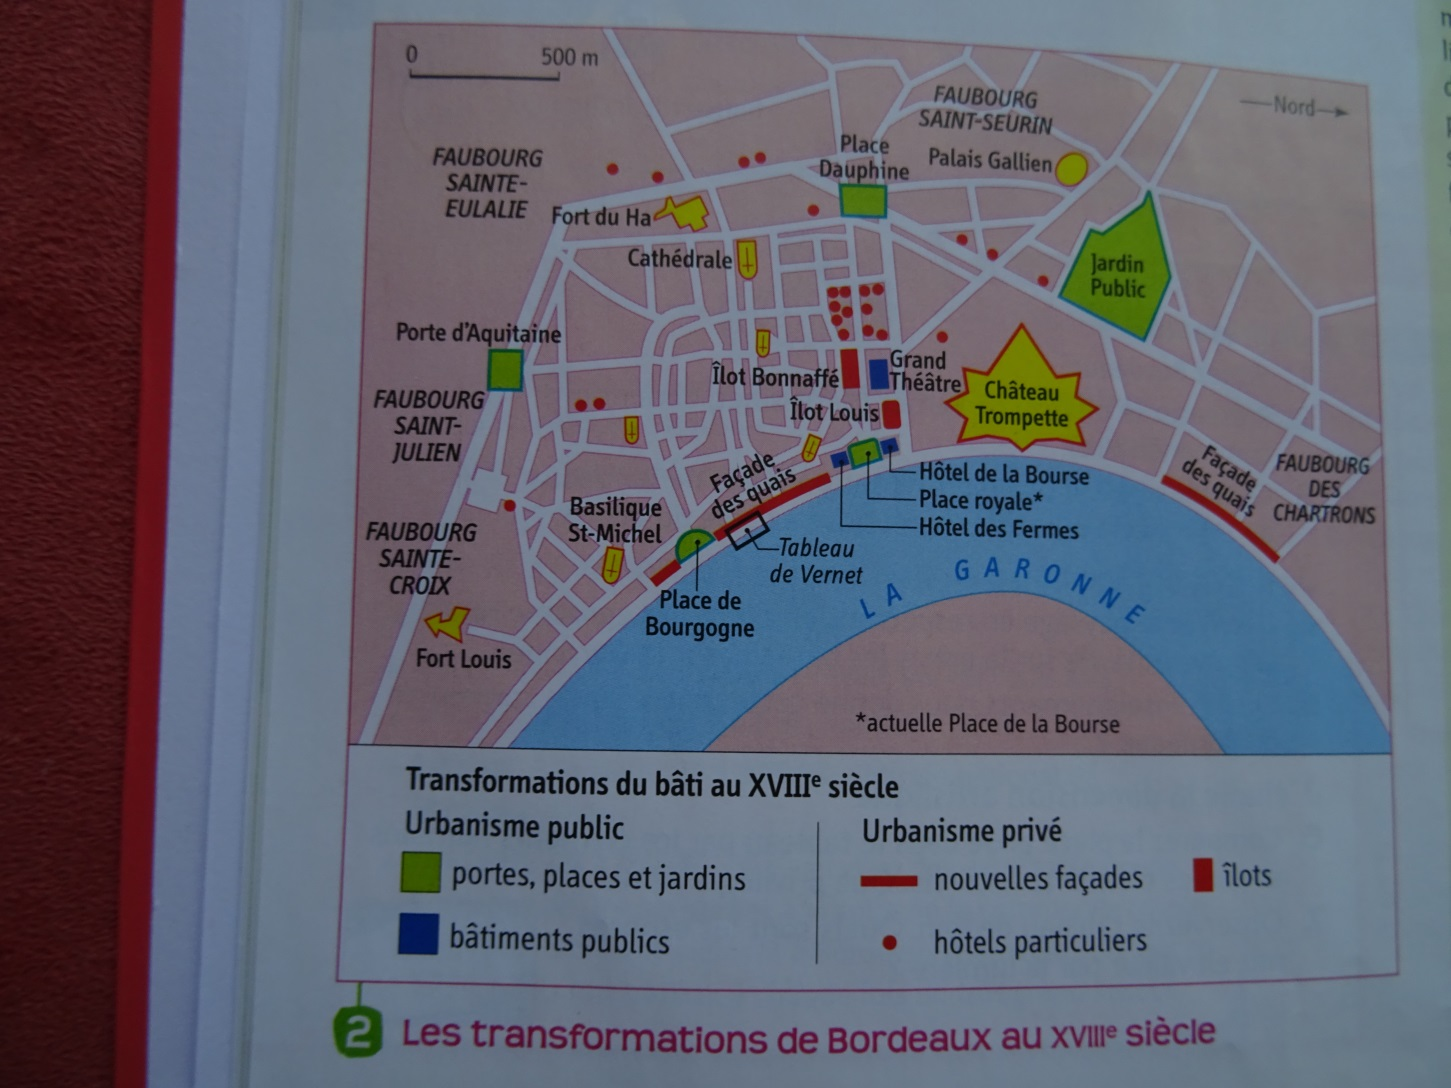 0 500 m
Nord
FAUBOURG
SAINT-SEURIN
Place
Dauphine
Palais Gallien
FAUBOURG
SAINTE-
EULALIE
Fort du Ha
Cathédrale
Jardin
Public
Porte d'Aquitaine
Îlot Bonnaffé
Grand
Théâtre
Château
Trompette
Îlot Louis
FAUBOURG
SAINT-
JULIEN
Façade
des quais
Hôtel de la Bourse
Place royale*
Hôtel des Fermes
Façade
des quais
FAUBOURG
DES
CHARTRONS
Basilique
St-Michel
FAUBOURG
SAINTE-
CROIX
Tableau
de Vernet
LA GARONNE
Place de
Bourgogne
Fort Louis
*actuelle Place de la Bourse
Transformations du bâti au XVIIIe siècle
Urbanisme public
portes, places et jardins
bâtiments publics
Urbanisme privé
nouvelles façades
îlots
hôtels particuliers
2 Les transformations de Bordeaux au XVIIIe siècle